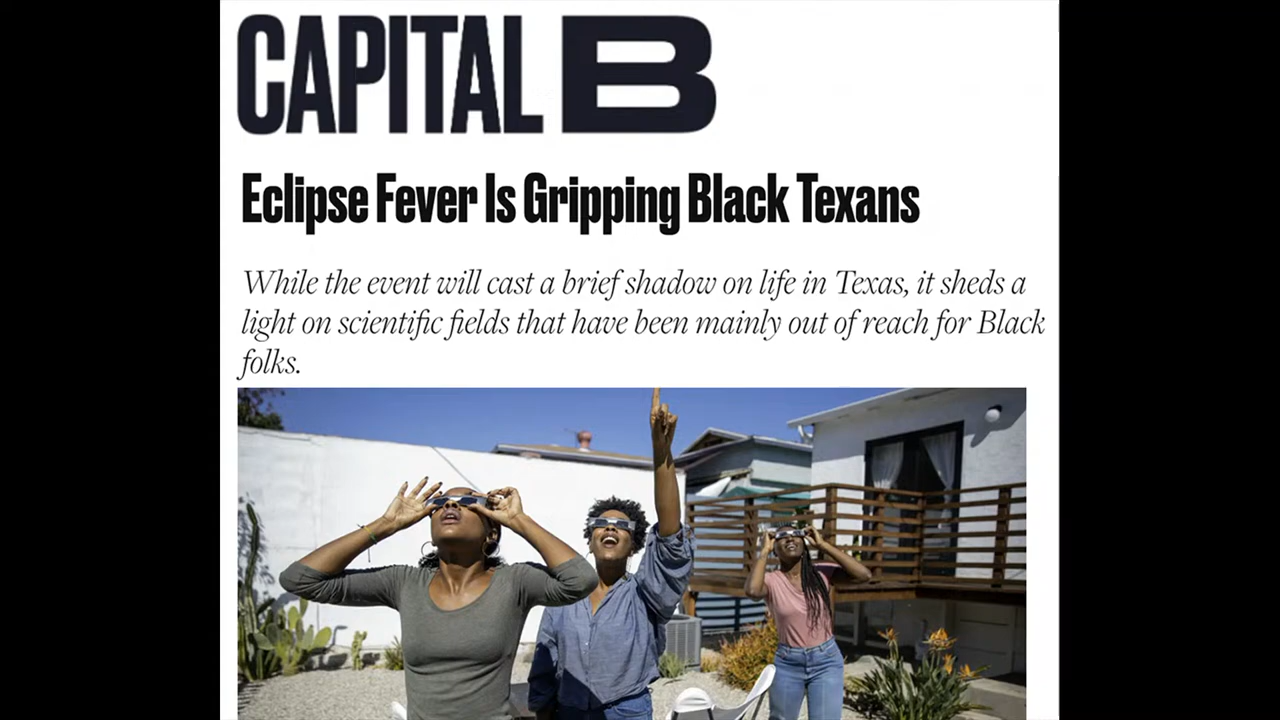 CAPITAL B
Eclipse Fever Is Gripping Black Texans
While the event will cast a brief shadow on life in Texas, it sheds a
light on scientific fields that have been mainly out of reach for Black
folks.